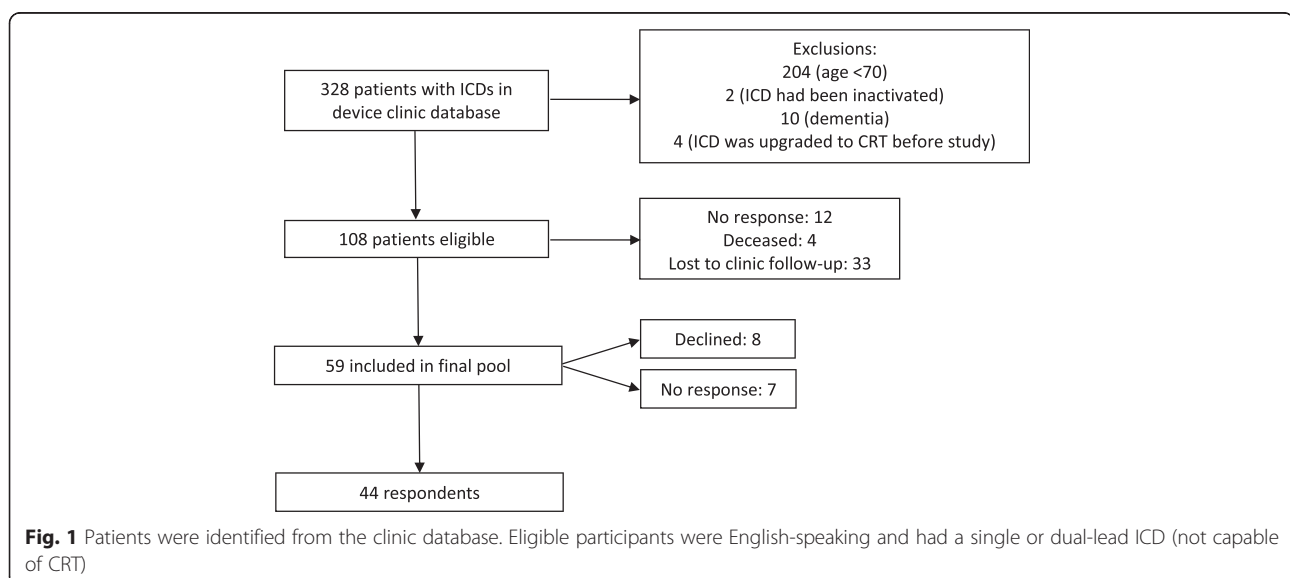 328 patients with ICDs in
device clinic database
Exclusions:
204 (age <70)
2 (ICD had been inactivated)
10 (dementia)
4 (ICD was upgraded to CRT before study)
108 patients eligible
No response: 12
Deceased: 4
Lost to clinic follow-up: 33
59 included in final pool
Declined: 8
No response: 7
44 respondents
Fig. 1 Patients were identified from the clinic database. Eligible participants were English-speaking and had a single or dual-lead ICD (not capable
of CRT)